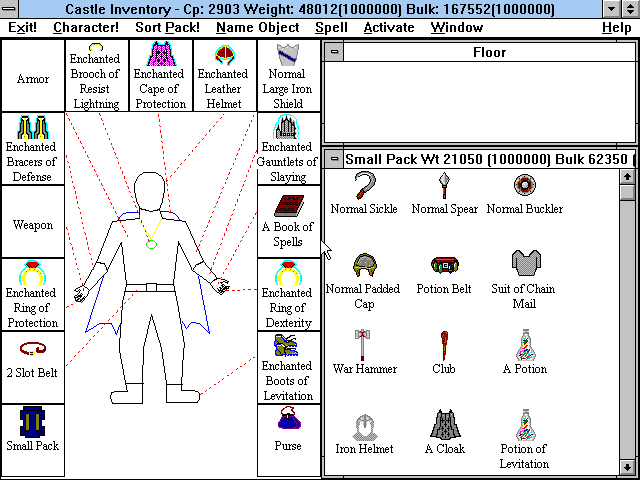 Castle Inventory - Cp: 2903 Weight: 48012(1000000) Bulk: 167552(1000000)
Exit! Character! Sort Pack! Name Object Spell Activate Window Help
Armor
Enchanted
Brooch of
Resist
Lightning
Enchanted
Cape of
Protection
Enchanted
Leather
Helmet
Normal
Large Iron
Shield
Enchanted
Bracers of
Defense
Enchanted
Gauntlets of
Slaying
Weapon
A Book of
Spells
Enchanted
Ring of
Protection
Enchanted
Ring of
Dexterity
2 Slot Belt
Enchanted
Boots of
Levitation
Small Pack
Purse
Floor
Small Pack Wt 21050 (1000000) Bulk 62350 (
Normal Sickle
Normal Spear
Normal Buckler
Normal Padded
Cap
Potion Belt
Suit of Chain
Mail
War Hammer
Club
A Potion
Iron Helmet
A Cloak
Potion of
Levitation